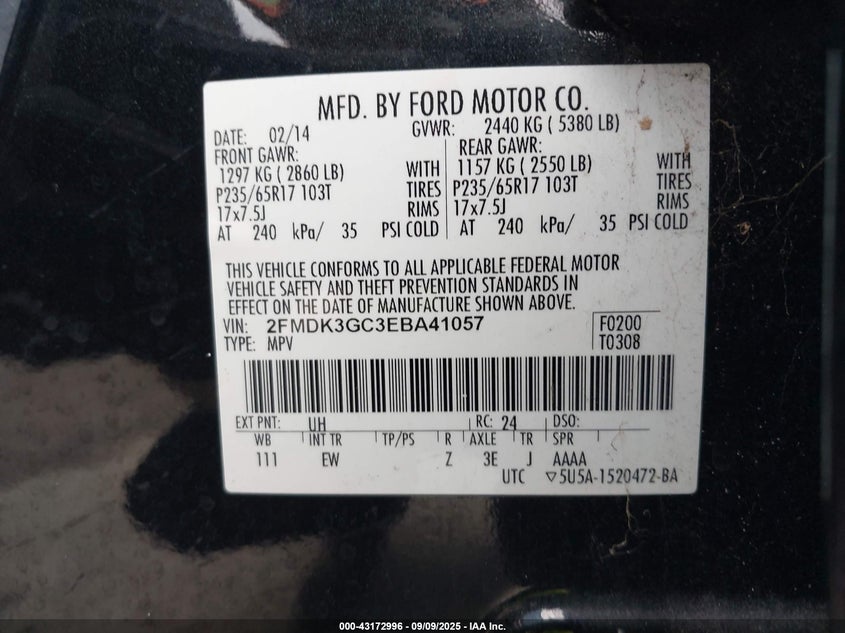 MFD. BY FORD MOTOR CO.
DATE: 02/14 GVWR: 2440 KG ( 5380 LB)
FRONT GAWR: REAR GAWR:
1297 KG ( 2860 LB) WITH 1157 KG ( 2550 LB) WITH
P235/65R17 103T TIRES P235/65R17 103T TIRES
17x7.5J RIMS 17x7.5J RIMS
AT 240 kPa/ 35 PSI COLD AT 240 kPa/ 35 PSI COLD
THIS VEHICLE CONFORMS TO ALL APPLICABLE FEDERAL MOTOR
VEHICLE SAFETY AND THEFT PREVENTION STANDARDS IN
EFFECT ON THE DATE OF MANUFACTURE SHOWN ABOVE.
VIN: 2FMDK3GC3EBA41057 F0200
TYPE: MPV T0308
EXT PNT: UH RC: 24 DSO:
WB INT TR TP/PS R AXLE TR SPR
111 EW Z 3E J AAAA
UTC ▽5U5A-1520472-BA
000-43172996 - 09/09/2025 - IAA Inc.